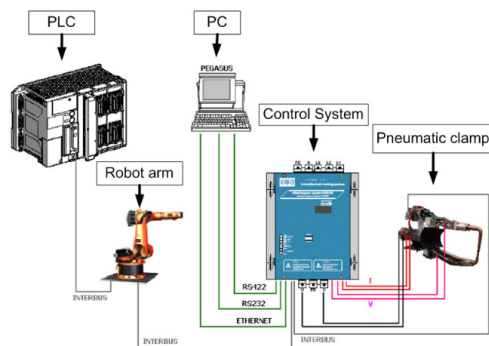 PLC
PC
PEGASUS
Control System
Pneumatic clamp
Robot arm
I
RS422
V
RS232
INTERBUS
ETHERNET
INTERBUS
INTERBUS